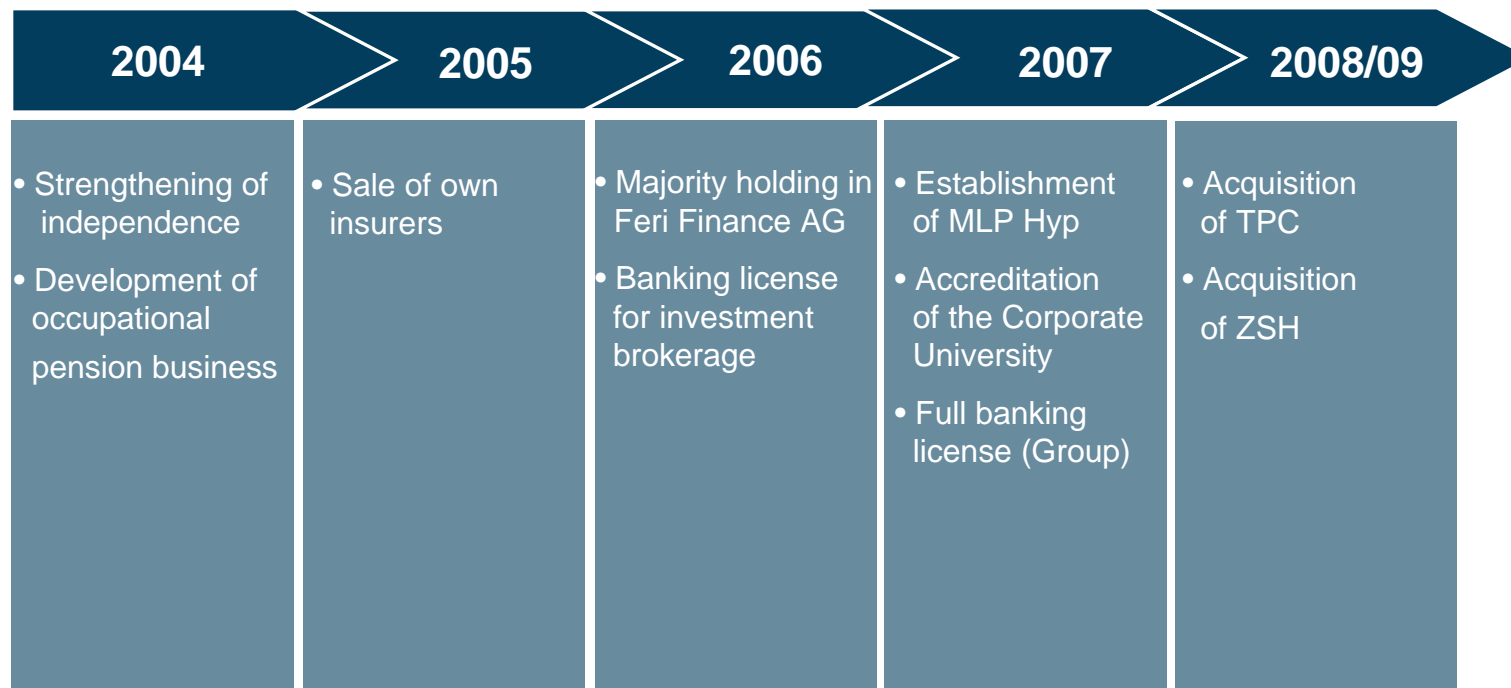 2004
2005
2006
2007
2008/09
• Strengthening of
independence
• Development of
occupational
pension business
• Sale of own
insurers
• Majority holding in
Feri Finance AG
• Banking license
for investment
brokerage
• Establishment
of MLP Hyp
• Accreditation
of the Corporate
University
• Full banking
license (Group)
• Acquisition
of TPC
• Acquisition
of ZSH